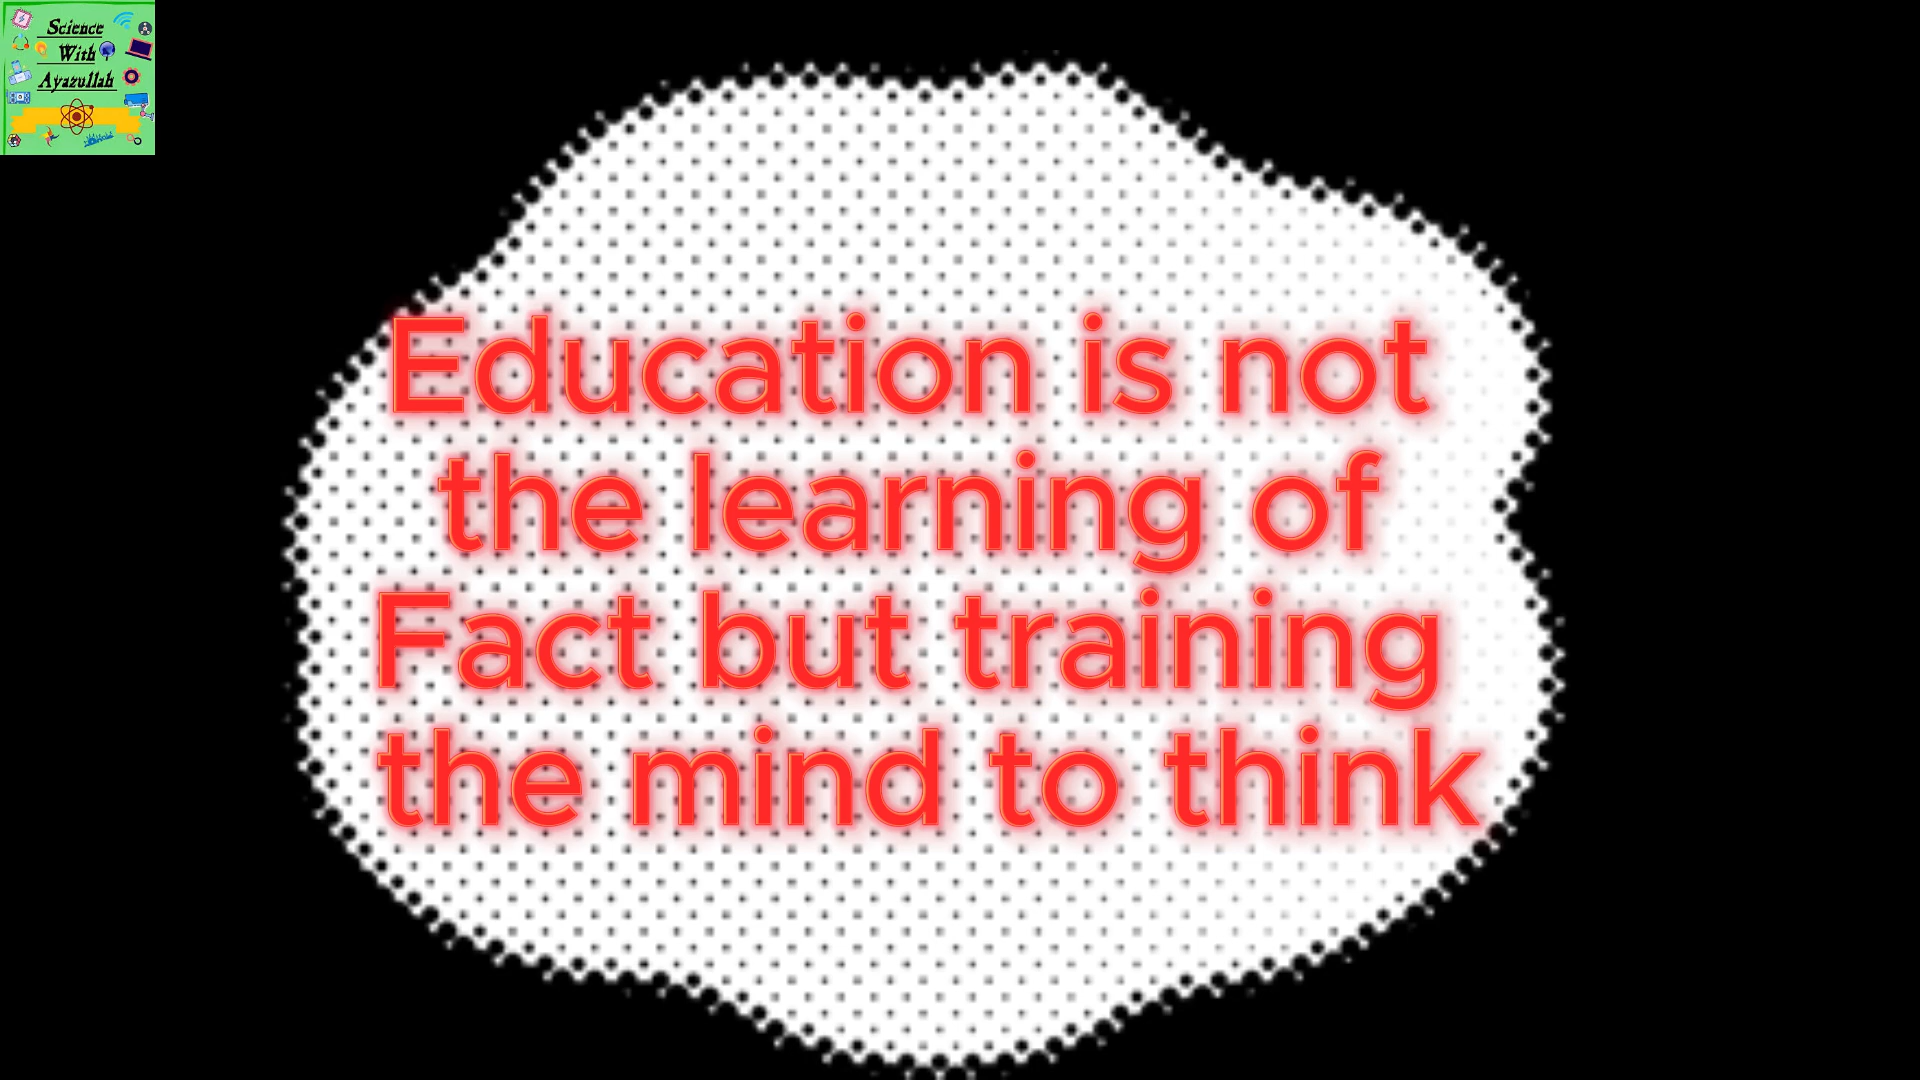 Science
With
Ayazullah
Education is not
the learning of
Fact but training
the mind to think